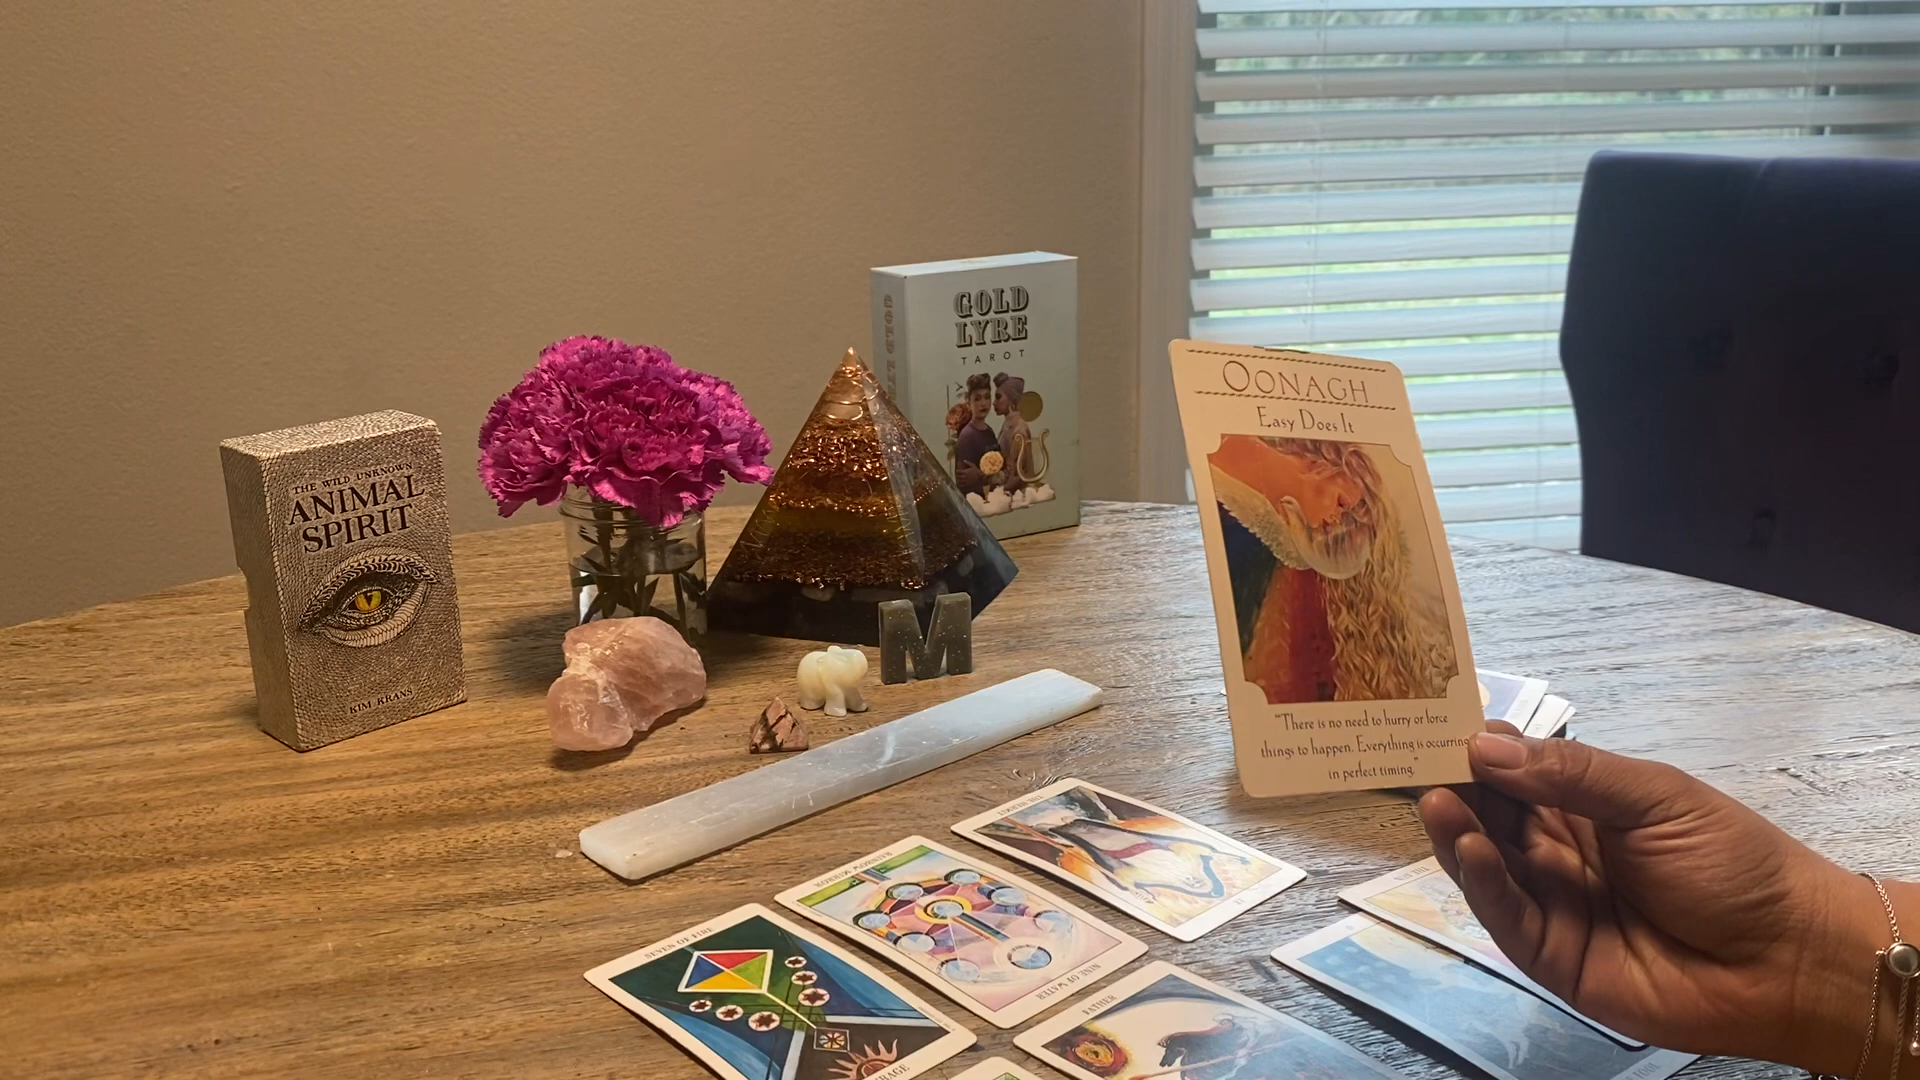 THE WILD UNKNOWN
ANIMAL
SPIRIT
KIM KRANS
GOLD
LYRE
TAROT
M
OONAGH
Easy Does It
"There is no need to hurry or force
things to happen. Everything is occurring
in perfect timing."
SEVEN OF FIRE
NINE OF WATER
FATHER